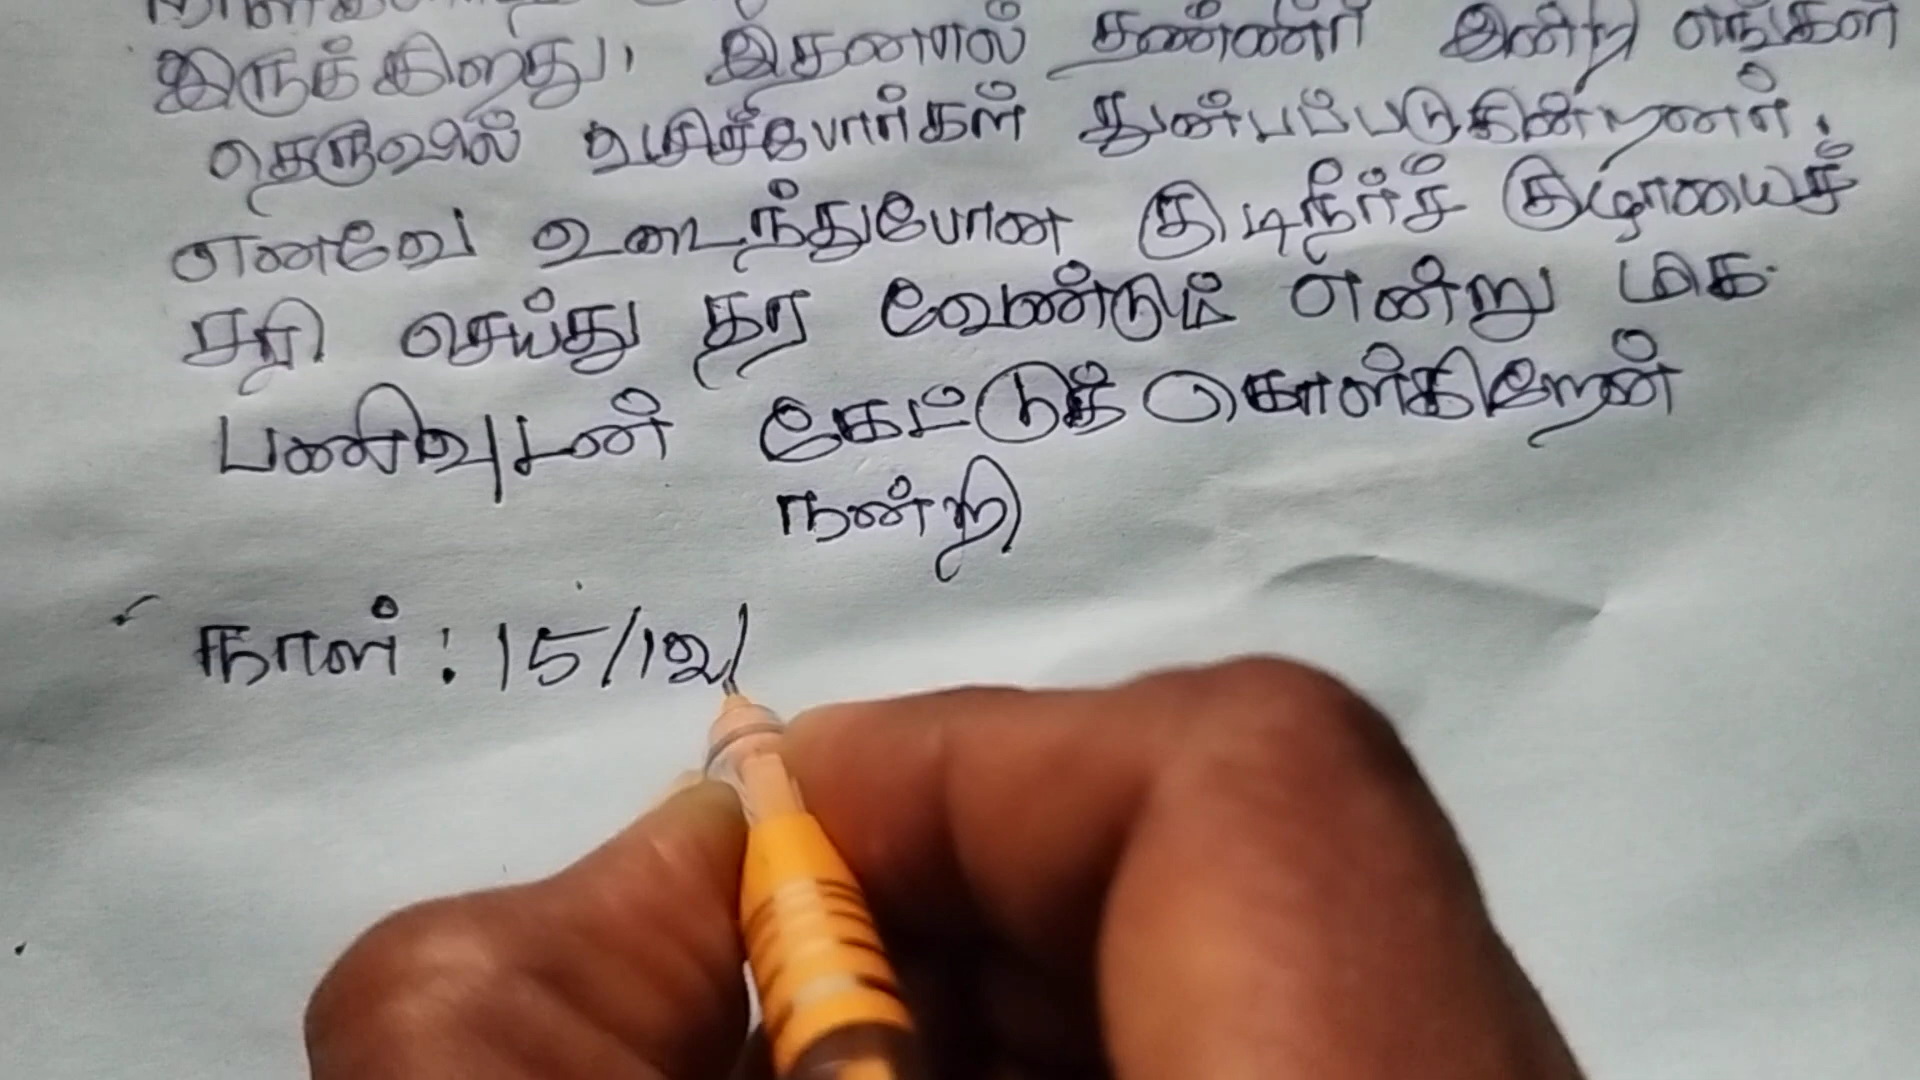 இருக்கிறது, இதனால் தண்ணீர் இன்றி எங்கள்
தெருவில் வசிப்போர்கள் துன்பப்படுகின்றனர்.
எனவே உடைந்துபோன குடிநீர்க் குழாயைச்
சரி செய்து தர வேண்டும் என்று மிக
பணிவுடன் கேட்டுக் கொள்கிறேன்
நன்றி
நாள் : 15/12/